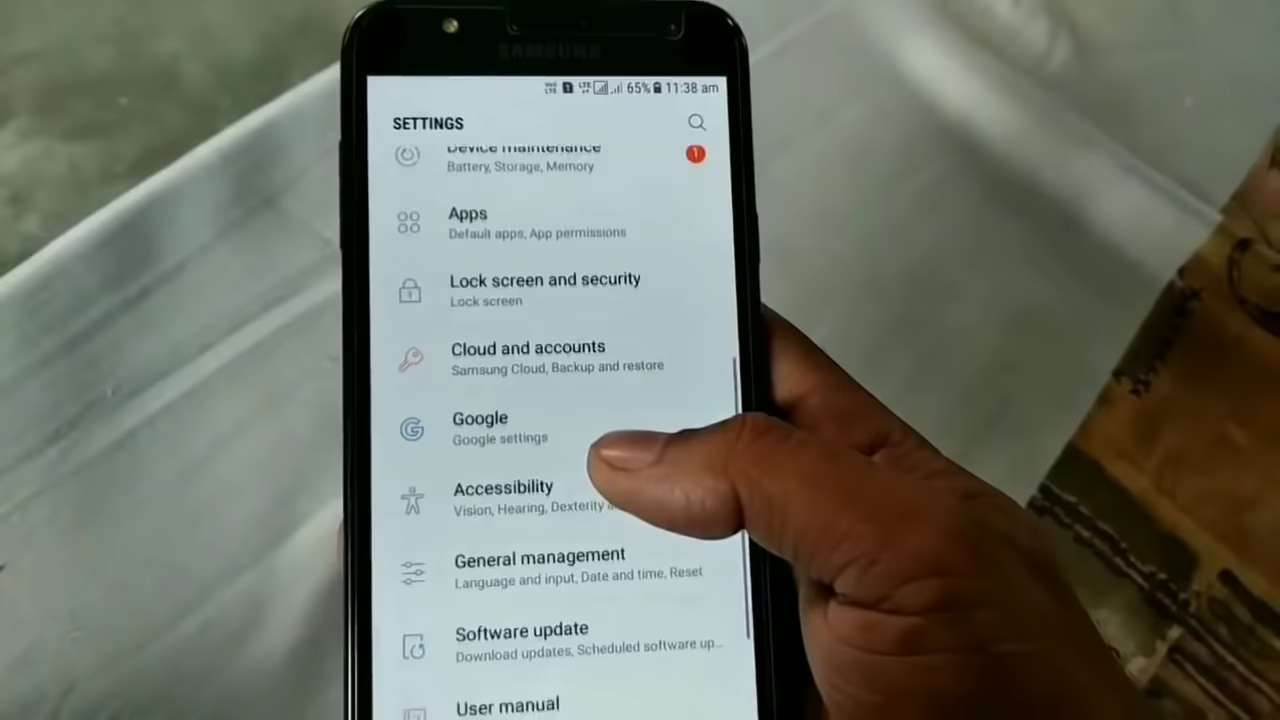 SAMSUNG
65% 11:38 am
SETTINGS
Device maintenance
1
Battery, Storage, Memory
Apps
Default apps, App permissions
Lock screen and security
Lock screen
Cloud and accounts
Samsung Cloud, Backup and restore
Google
Google settings
Accessibility
Vision, Hearing, Dexterity
General management
Language and input, Date and time, Reset
Software update
Download updates, Scheduled software up...
User manual